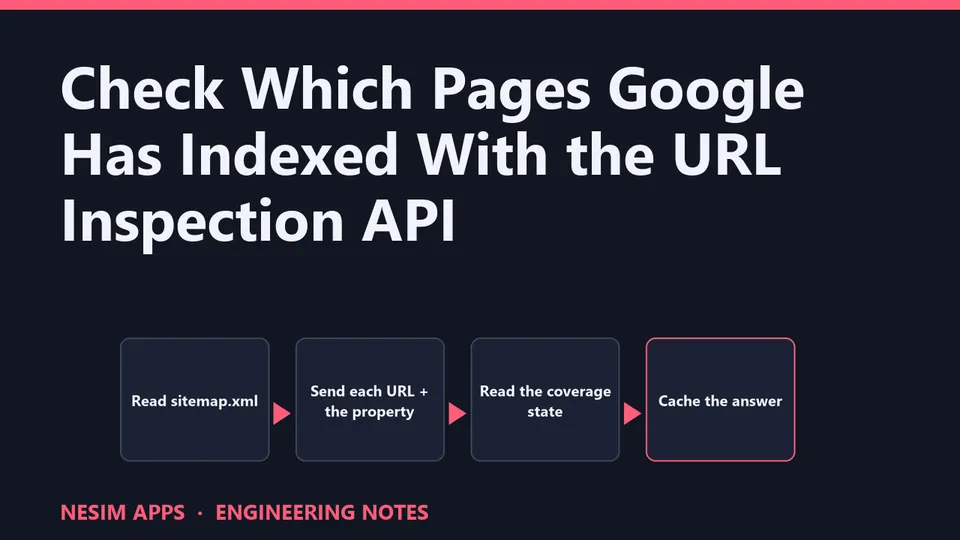 Check Which Pages Google
Has Indexed With the URL
Inspection API
Read sitemap.xml
Send each URL +
the property
Read the coverage
state
Cache the answer
NESIM APPS · ENGINEERING NOTES